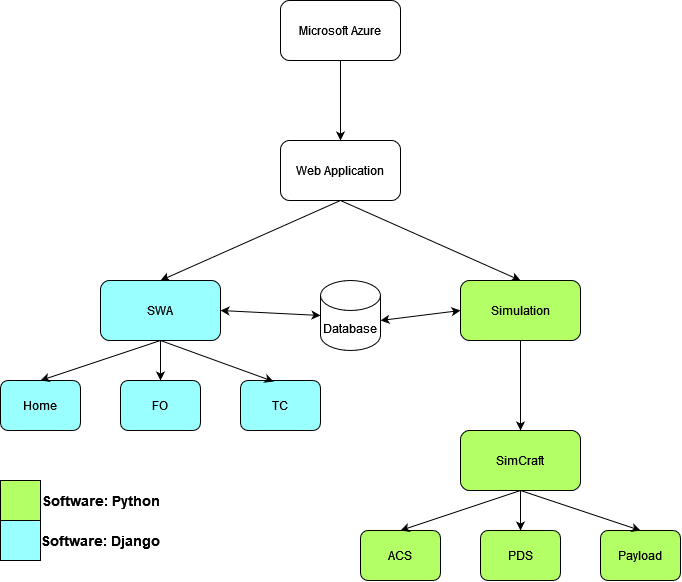 Microsoft Azure
Web Application
SWA
Database
Simulation
Home
FO
TC
SimCraft
Software: Python
Software: Django
ACS
PDS
Payload